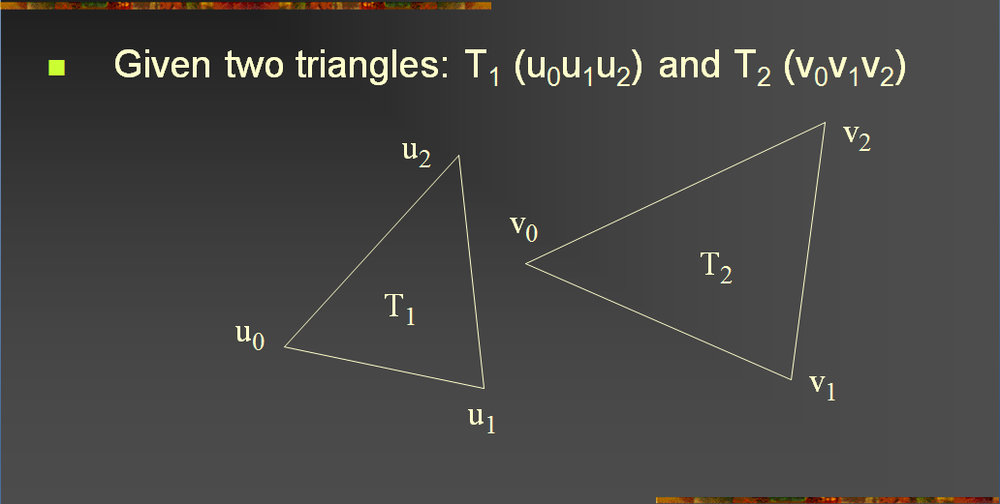 Given two triangles: T₁ (u₀u₁u₂) and T₂ (v₀v₁v₂)
u₂
v₂
v₀
T₂
T₁
u₀
v₁
u₁